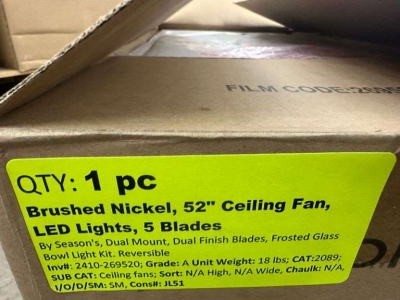 FILM CODE:
QTY: 1 pc
Brushed Nickel, 52" Ceiling Fan,
LED Lights, 5 Blades
By Season's, Dual Mount, Dual Finish Blades, Frosted Glass
Bowl Light Kit. Reversible
Inv#: 2410-269520; Grade: A Unit Weight: 18 lbs; CAT:2089;
SUB CAT: Ceiling fans; Sort: N/A High, N/A Wide, Chaulk: N/A,
I/O/D/SM: SM, Cons#: JL51